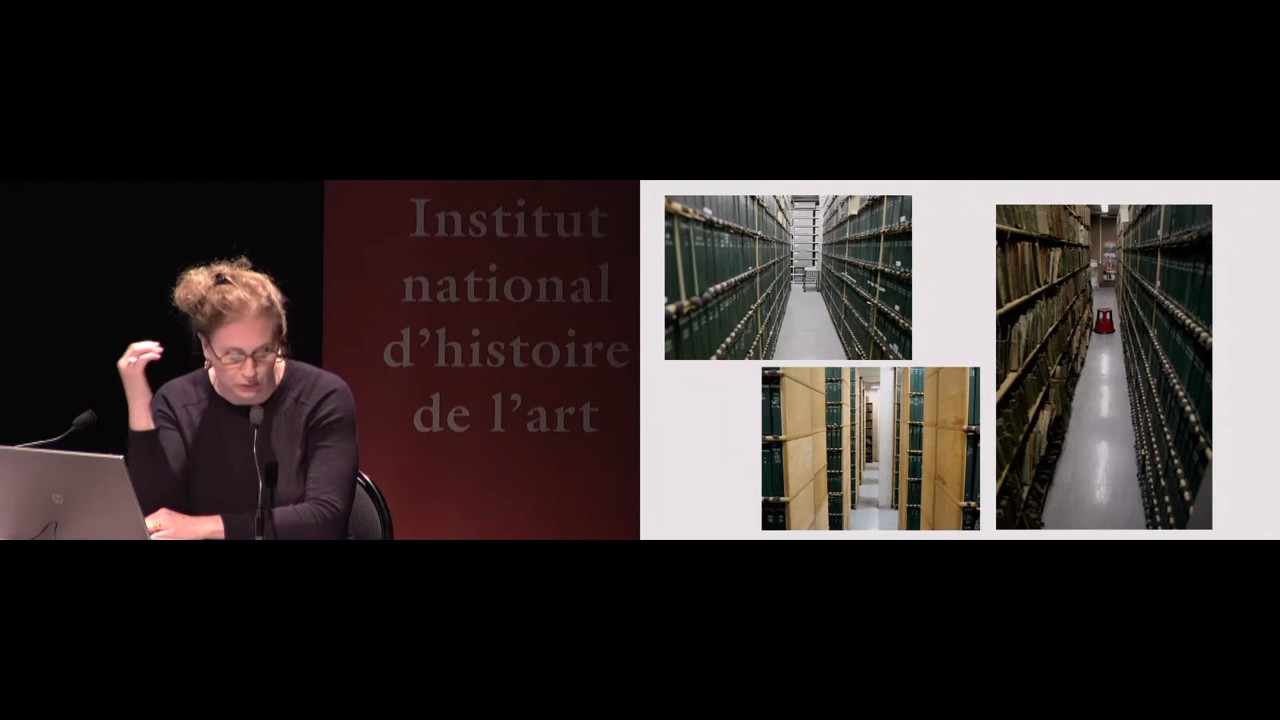 Institut
national
d’histoire
de l’art